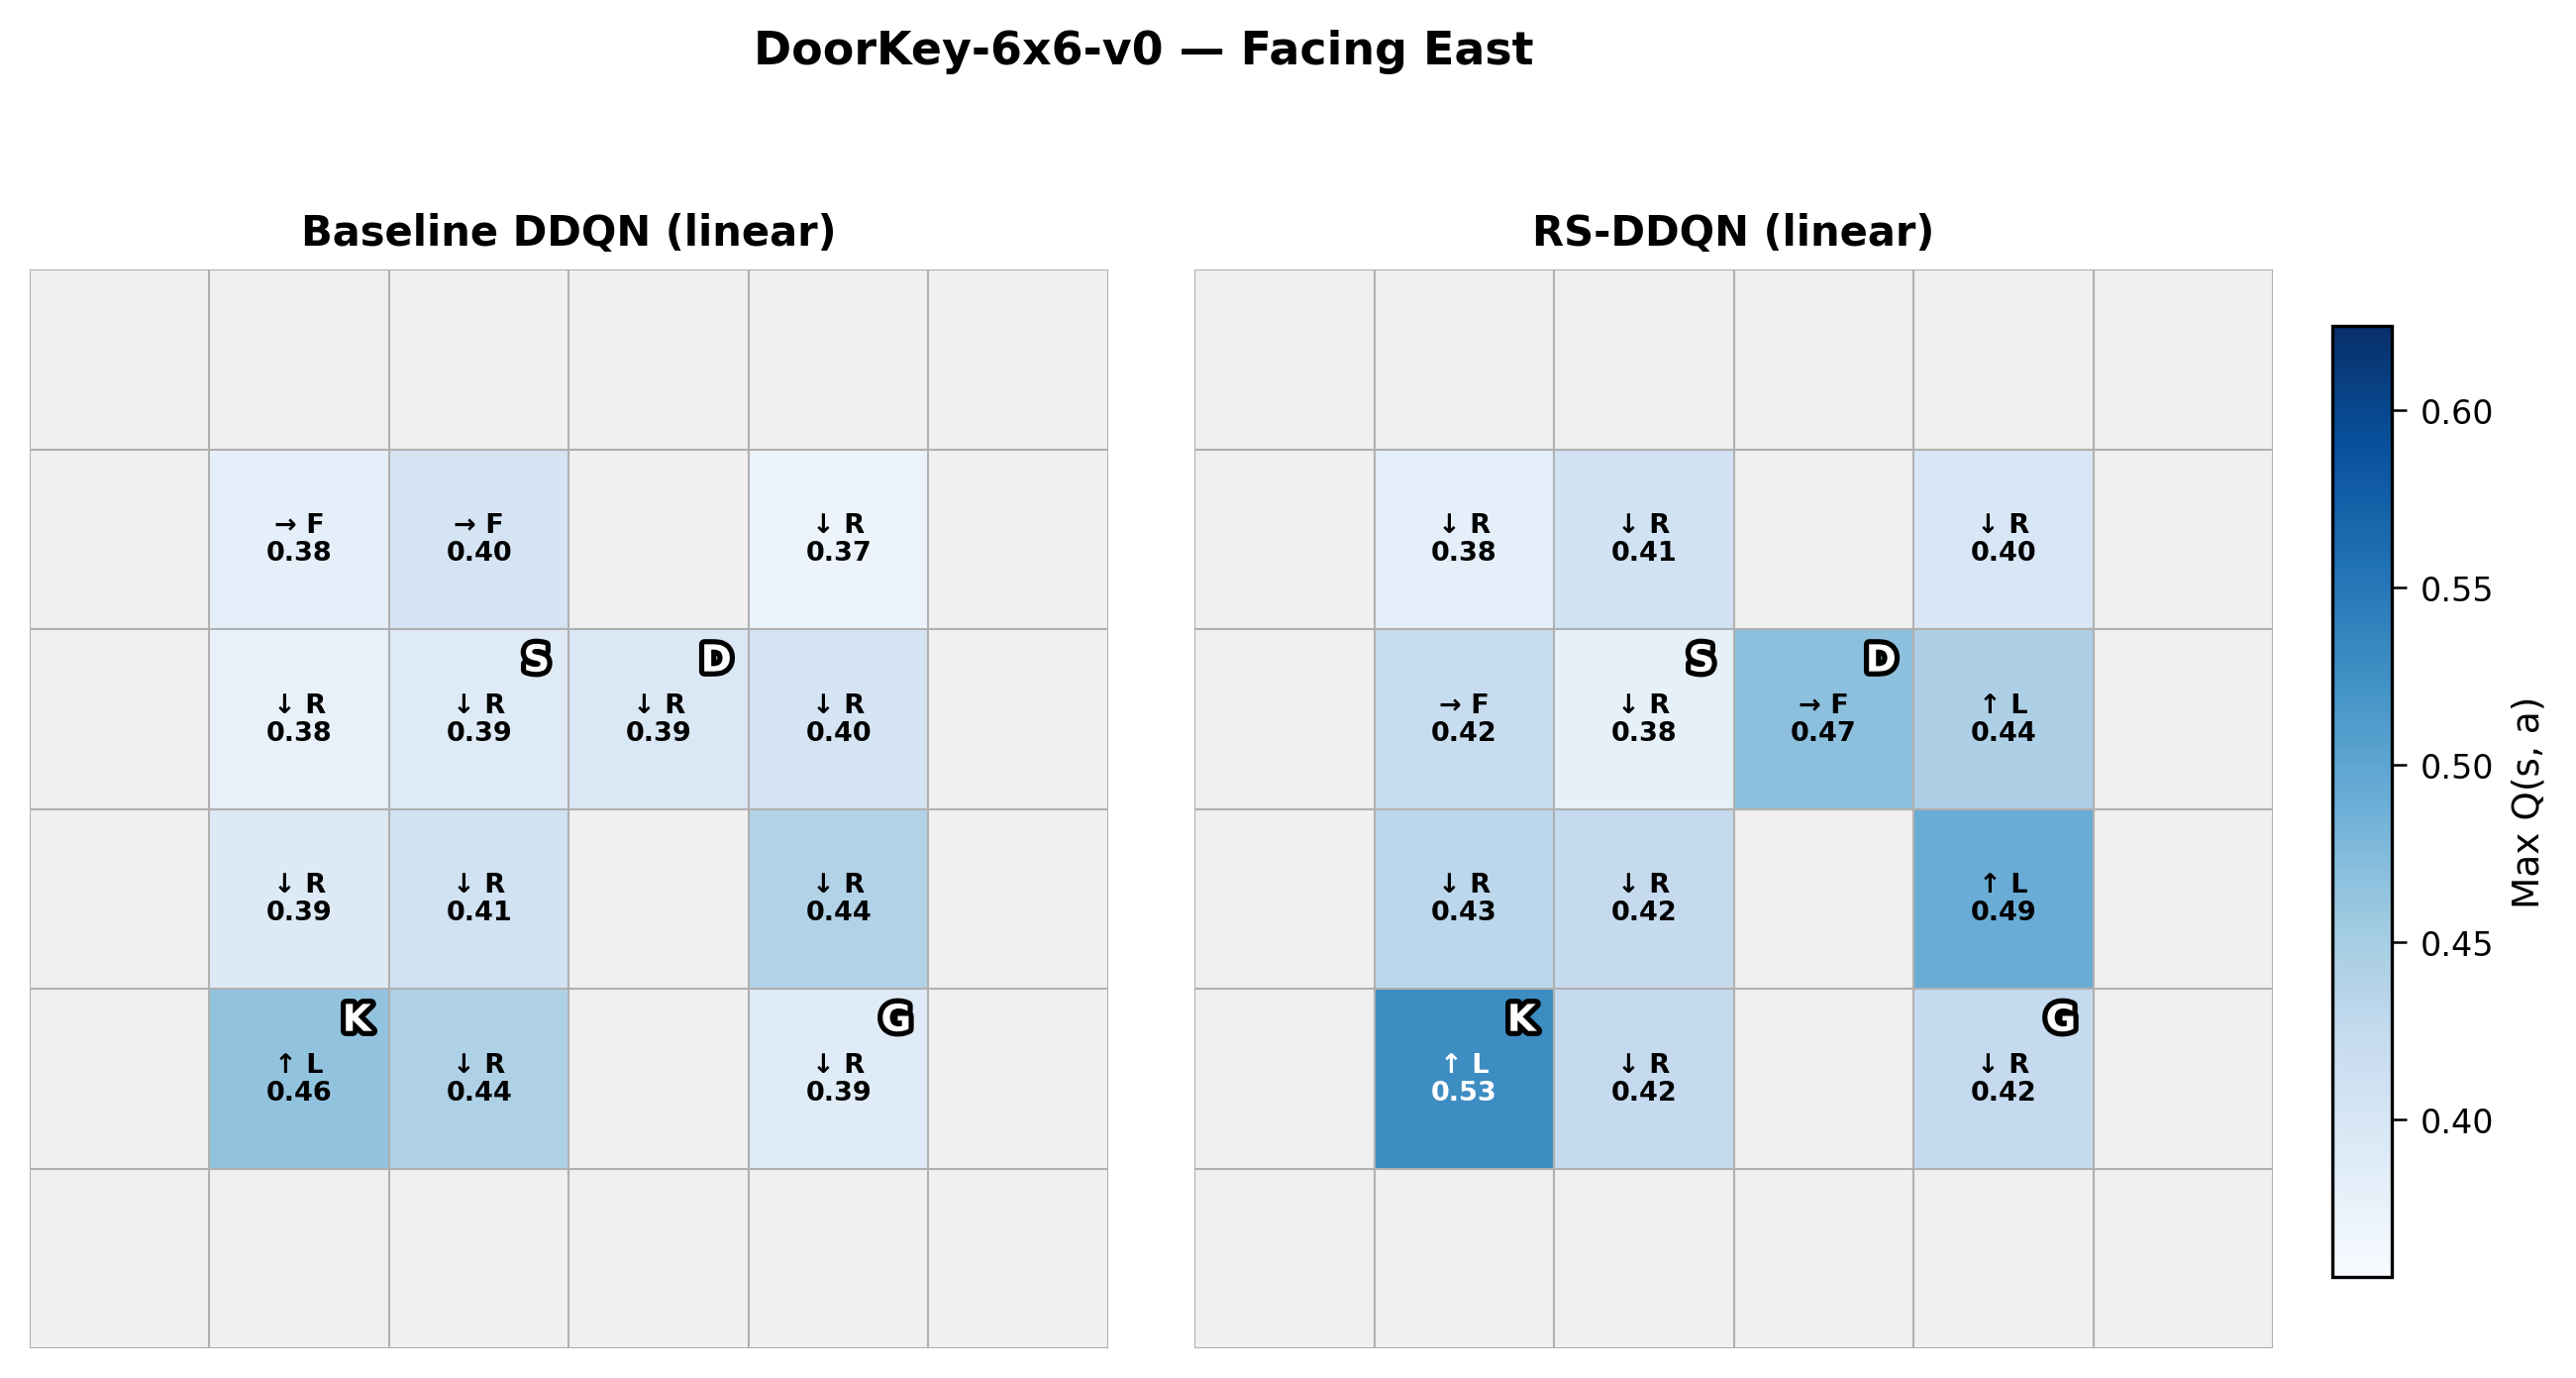 DoorKey-6x6-v0 — Facing East
Baseline DDQN (linear)
→ F
0.38
→ F
0.40
↓ R
0.37
↓ R
0.38
S
↓ R
0.39
D
↓ R
0.39
↓ R
0.40
↓ R
0.39
↓ R
0.41
↓ R
0.44
K
↑ L
0.46
↓ R
0.44
G
↓ R
0.39
RS-DDQN (linear)
↓ R
0.38
↓ R
0.41
↓ R
0.40
→ F
0.42
S
↓ R
0.38
D
→ F
0.47
↑ L
0.44
↓ R
0.43
↓ R
0.42
↑ L
0.49
K
↑ L
0.53
↓ R
0.42
G
↓ R
0.42
0.60
0.55
0.50
0.45
0.40
Max Q(s, a)